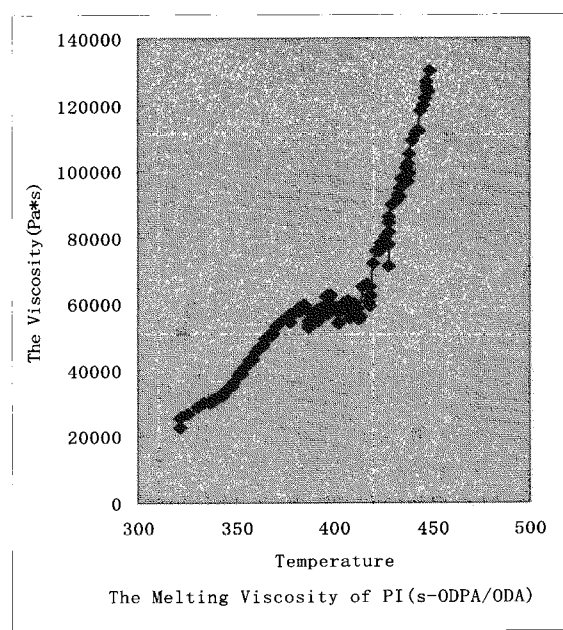 140000
120000
100000
80000
60000
40000
20000
0
The Viscosity(Pa*s)
300 350 400 450 500
Temperature
The Melting Viscosity of PI(s-ODPA/ODA)